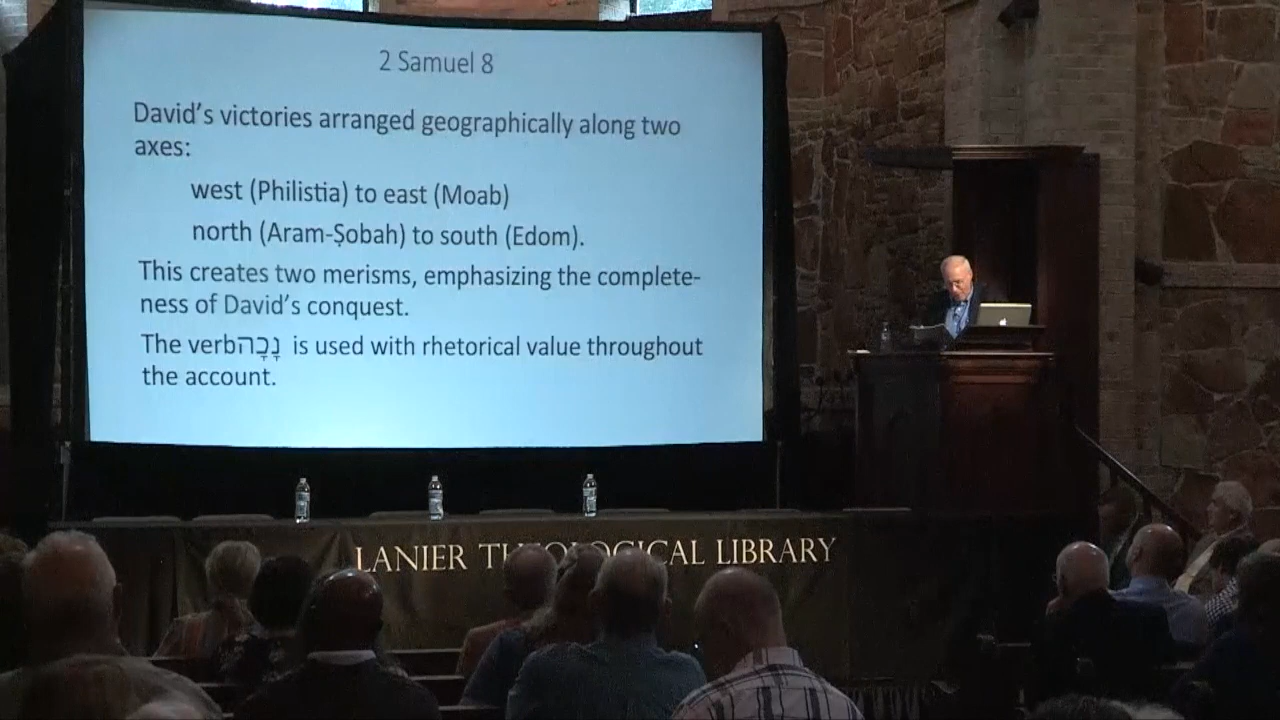 2 Samuel 8
David's victories arranged geographically along two
axes:
west (Philistia) to east (Moab)
north (Aram-Ṣobah) to south (Edom).
This creates two merisms, emphasizing the complete-
ness of David's conquest.
The verb נָכָה is used with rhetorical value throughout
the account.
LANIER THEOLOGICAL LIBRARY